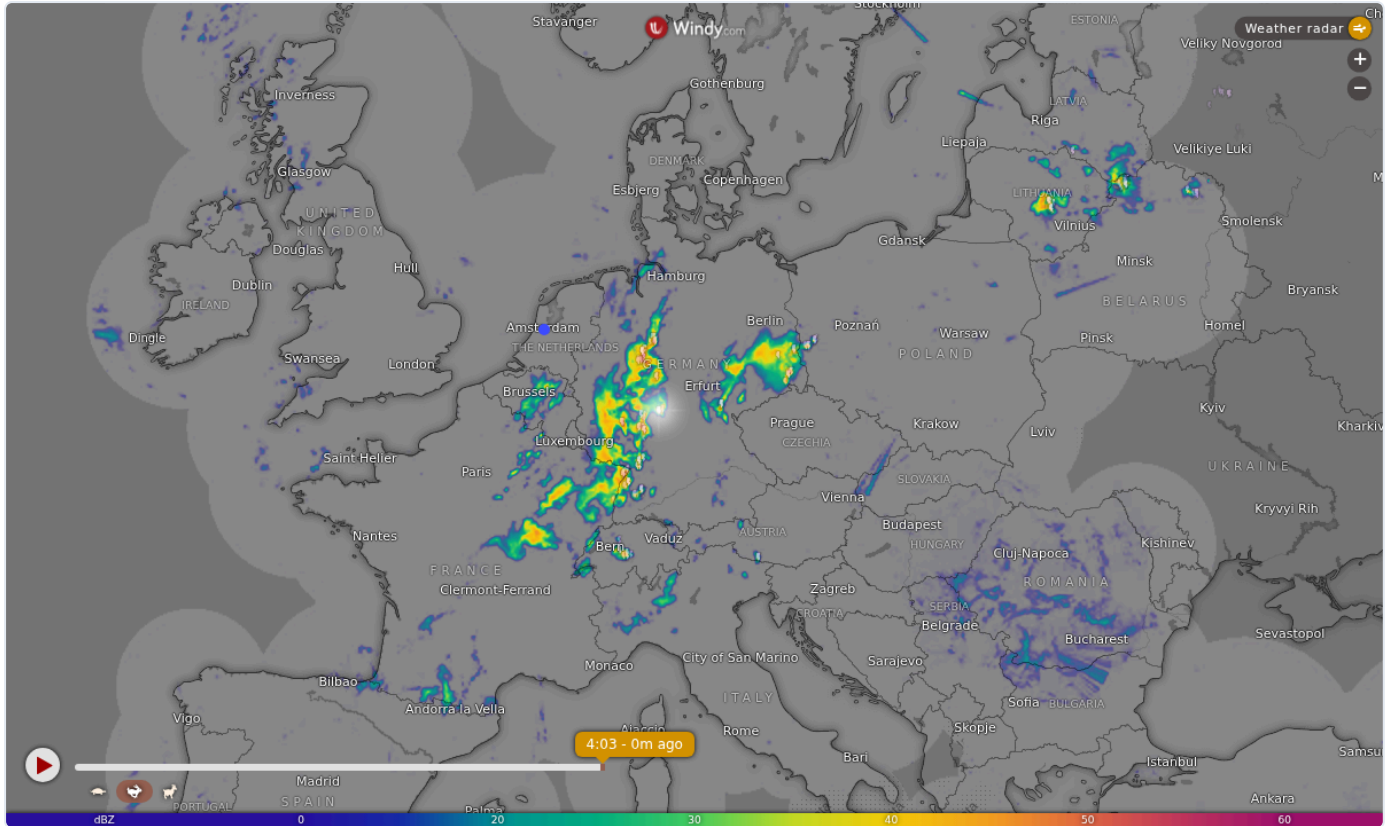 Stockholm
Stavanger
ESTONIA
Windy.com
Weather radar
Veliky Novgorod
+
−
Gothenburg
Inverness
LATVIA
Riga
Liepaja
Velikiye Luki
DENMARK
Glasgow
Copenhagen
Esbjerg
LITHUANIA
UNITED
KINGDOM
Smolensk
Vilnius
Gdansk
Douglas
Minsk
Hull
Hamburg
Dublin
Bryansk
IRELAND
BELARUS
Berlin
Poznań
Homel
Amsterdam
Warsaw
Dingle
Pinsk
THE NETHERLANDS
POLAND
Swansea
London
GERMANY
Erfurt
Brussels
Kyiv
Prague
Krakow
Kharkiv
Lviv
Luxembourg
CZECHIA
Saint Helier
UKRAINE
Paris
SLOVAKIA
Vienna
Kryvyi Rih
Budapest
AUSTRIA
Nantes
Vaduz
Bern
HUNGARY
Kishinev
Cluj-Napoca
FRANCE
ROMANIA
Clermont-Ferrand
Zagreb
SERBIA
CROATIA
Belgrade
Sevastopol
Bucharest
City of San Marino
Sarajevo
Monaco
Bilbao
ITALY
Sofia
BULGARIA
Andorra la Vella
Vigo
Skopje
Ajaccio
Rome
4:03 - 0m ago
Bari
Istanbul
Samsu
Madrid
SPAIN
PORTUGAL
Palma
Ankara
dBZ 0 20 30 40 50 60